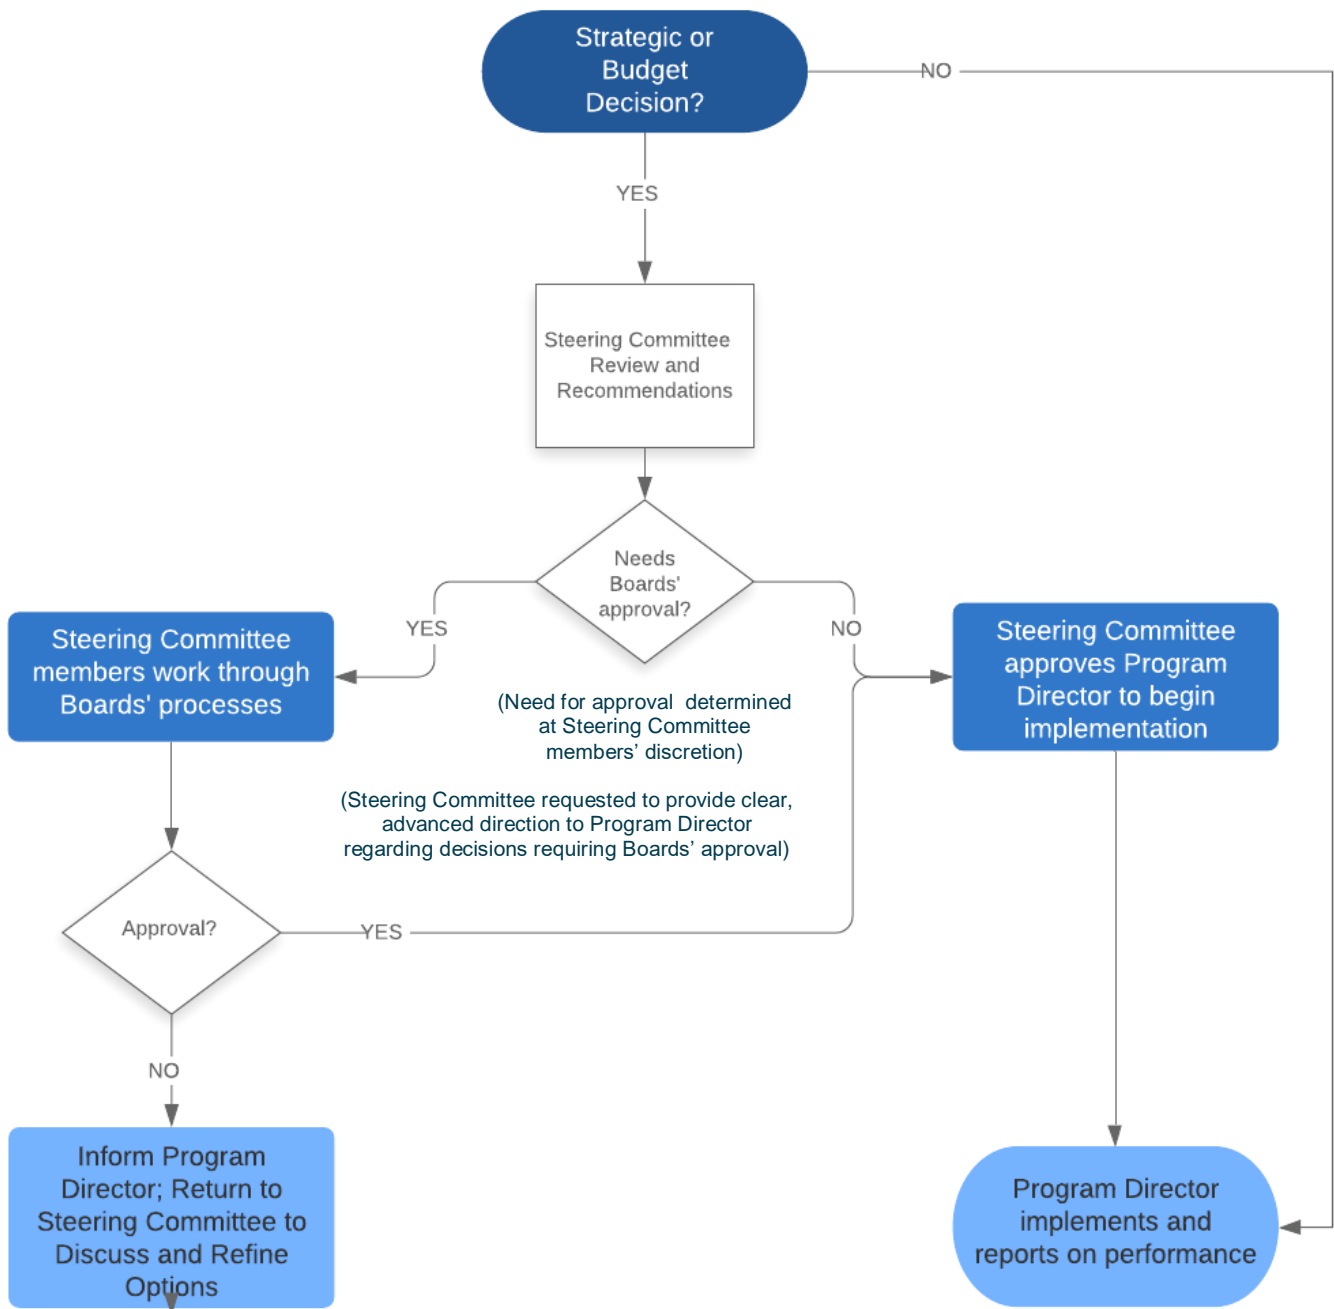 Strategic or
Budget
Decision?
NO
YES
Steering Committee
Review and
Recommendations
Needs
Boards'
approval?
YES
NO
Steering Committee
members work through
Boards' processes
Steering Committee
approves Program
Director to begin
implementation
(Need for approval  determined
at Steering Committee
members’ discretion)
(Steering Committee requested to provide clear,
advanced direction to Program Director
regarding decisions requiring Boards’ approval)
Approval?
YES
NO
Inform Program
Director; Return to
Steering Committee to
Discuss and Refine
Options
Program Director
implements and
reports on performance